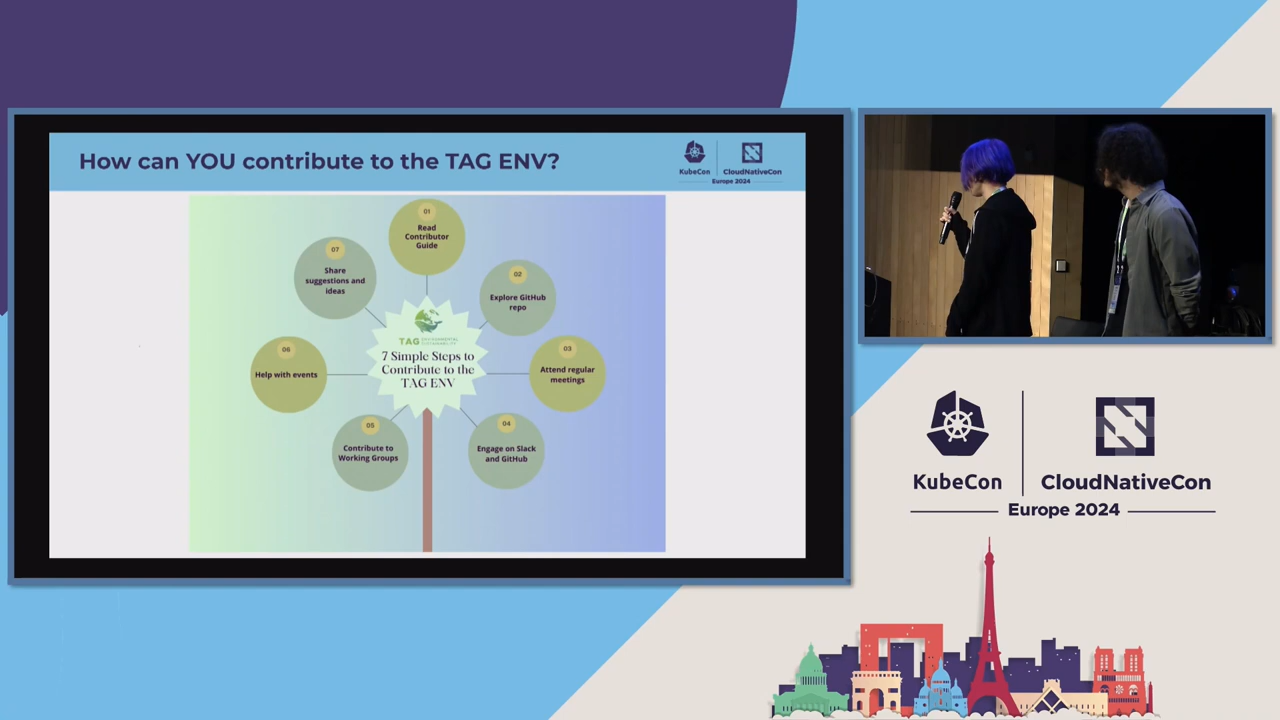 How can YOU contribute to the TAG ENV?
KubeCon
CloudNativeCon
Europe 2024
01
Read
Contributor
Guide
02
Explore GitHub
repo
03
Attend regular
meetings
04
Engage on Slack
and GitHub
05
Contribute to
Working Groups
06
Help with events
07
Share
suggestions and
ideas
TAG ENVIRONMENTAL
SUSTAINABILITY
7 Simple Steps to
Contribute to the
TAG ENV
KubeCon
CloudNativeCon
Europe 2024